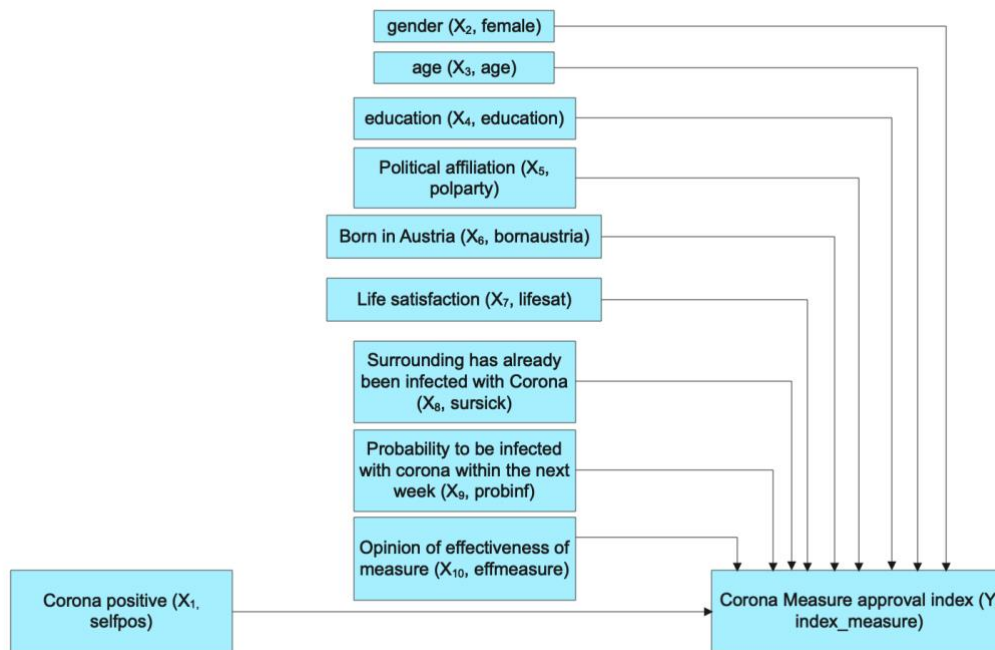 gender (X₂, female)
age (X₃, age)
education (X₄, education)
Political affiliation (X₅,
polparty)
Born in Austria (X₆, bornaustria)
Life satisfaction (X₇, lifesat)
Surrounding has already
been infected with Corona
(X₈, sursick)
Probability to be infected
with corona within the next
week (X₉, probinf)
Opinion of effectiveness of
measure (X₁₀, effmeasure)
Corona positive (X₁,
selfpos)
Corona Measure approval index (Y
index_measure)